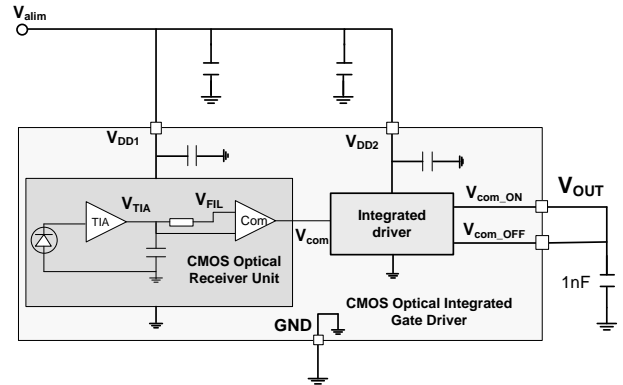 Valim
VDD1
VDD2
VTIA
VFIL
TIA
Com
Vcom
CMOS Optical
Receiver Unit
Integrated
driver
Vcom_ON
VOUT
Vcom_OFF
1nF
CMOS Optical Integrated
Gate Driver
GND